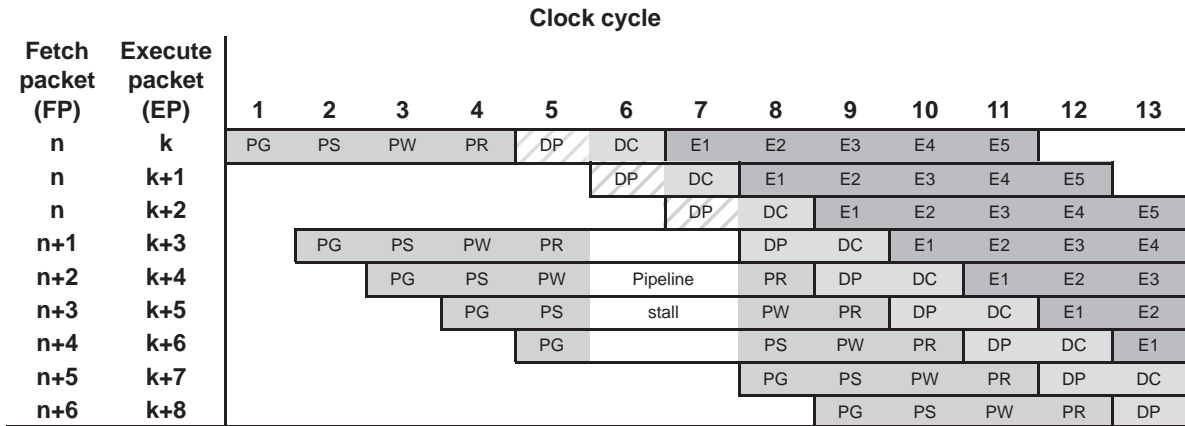 Clock cycle
Fetch packet (FP) Execute packet (EP) 1 2 3 4 5 6 7 8 9 10 11 12 13
n k PG PS PW PR DP DC E1 E2 E3 E4 E5
n k+1 DP DC E1 E2 E3 E4 E5
n k+2 DP DC E1 E2 E3 E4 E5
n+1 k+3 PG PS PW PR DP DC E1 E2 E3 E4
n+2 k+4 PG PS PW Pipeline PR DP DC E1 E2 E3
n+3 k+5 PG PS stall PW PR DP DC E1 E2
n+4 k+6 PG PS PW PR DP DC E1
n+5 k+7 PG PS PW PR DP DC
n+6 k+8 PG PS PW PR DP